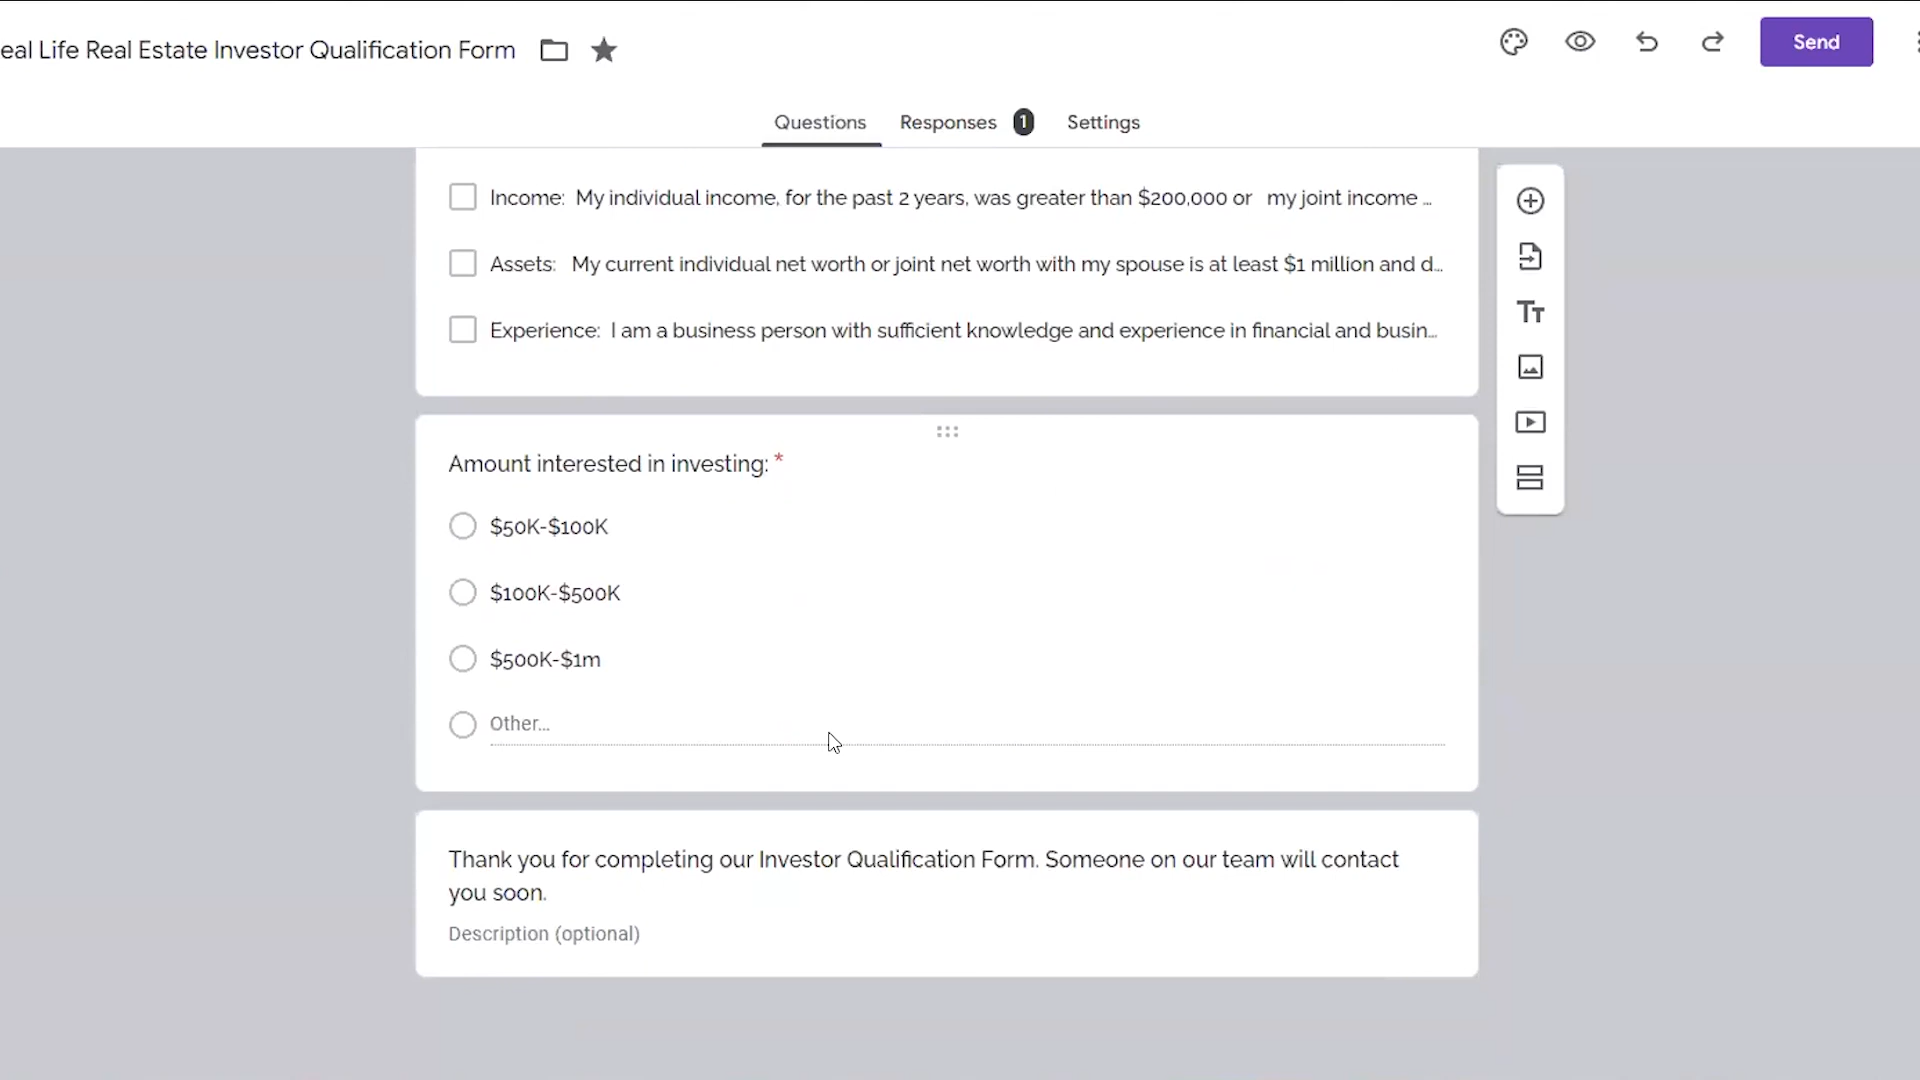 eal Life Real Estate Investor Qualification Form
Send
Questions
Responses
1
Settings
Income: My individual income, for the past 2 years, was greater than $200,000 or my joint income ...
Assets: My current individual net worth or joint net worth with my spouse is at least $1 million and d...
Experience: I am a business person with sufficient knowledge and experience in financial and busin...
Amount interested in investing: *
$50K-$100K
$100K-$500K
$500K-$1m
Other...
Thank you for completing our Investor Qualification Form. Someone on our team will contact
you soon.
Description (optional)